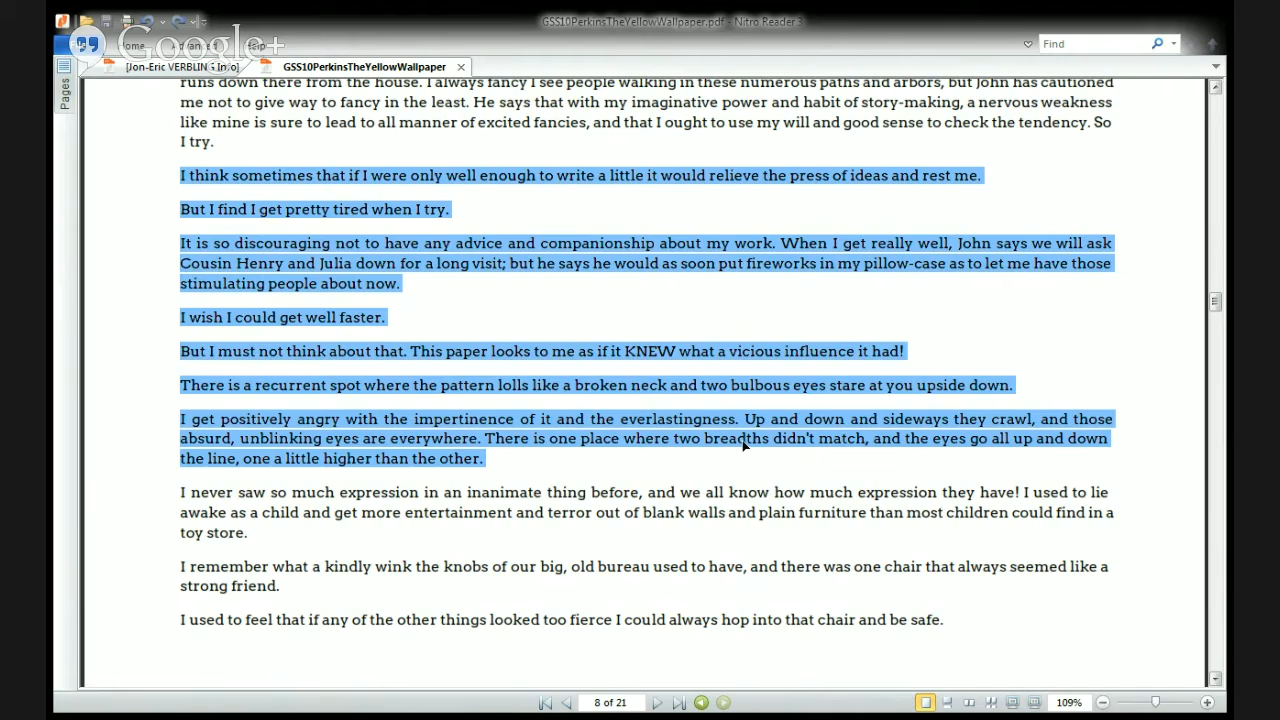 GSS10PerkinsTheYellowWallpaper.pdf - Nitro Reader 3
Google+
Home Advanced Help
Find
[Jon-Eric VERBLING Info]
GSS10PerkinsTheYellowWallpaper
Pages
runs down there from the house. I always fancy I see people walking in these numerous paths and arbors, but John has cautioned
me not to give way to fancy in the least. He says that with my imaginative power and habit of story-making, a nervous weakness
like mine is sure to lead to all manner of excited fancies, and that I ought to use my will and good sense to check the tendency. So
I try.
I think sometimes that if I were only well enough to write a little it would relieve the press of ideas and rest me.
But I find I get pretty tired when I try.
It is so discouraging not to have any advice and companionship about my work. When I get really well, John says we will ask
Cousin Henry and Julia down for a long visit; but he says he would as soon put fireworks in my pillow-case as to let me have those
stimulating people about now.
I wish I could get well faster.
But I must not think about that. This paper looks to me as if it KNEW what a vicious influence it had!
There is a recurrent spot where the pattern lolls like a broken neck and two bulbous eyes stare at you upside down.
I get positively angry with the impertinence of it and the everlastingness. Up and down and sideways they crawl, and those
absurd, unblinking eyes are everywhere. There is one place where two breadths didn't match, and the eyes go all up and down
the line, one a little higher than the other.
I never saw so much expression in an inanimate thing before, and we all know how much expression they have! I used to lie
awake as a child and get more entertainment and terror out of blank walls and plain furniture than most children could find in a
toy store.
I remember what a kindly wink the knobs of our big, old bureau used to have, and there was one chair that always seemed like a
strong friend.
I used to feel that if any of the other things looked too fierce I could always hop into that chair and be safe.
8 of 21
109%